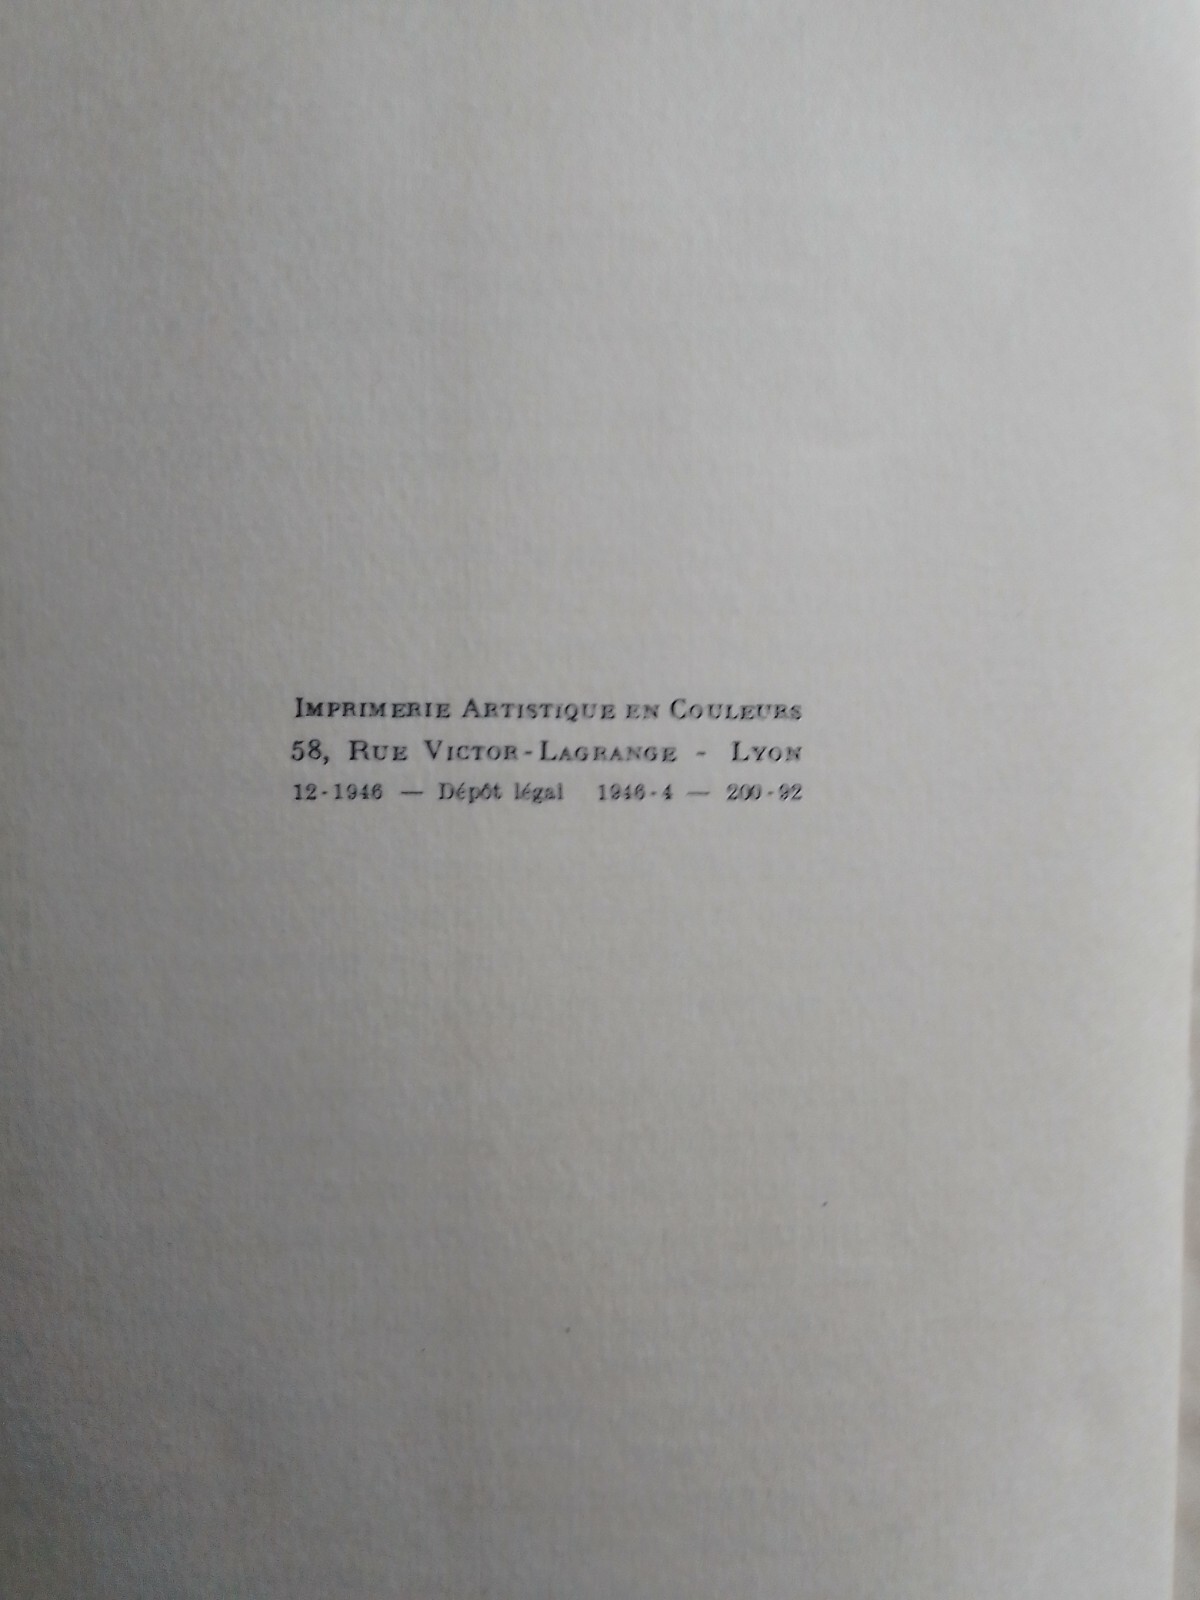 Imprimerie Artistique en Couleurs
58, Rue Victor-Lagrange - Lyon
12-1946 — Dépôt légal 1946-4 — 200-92